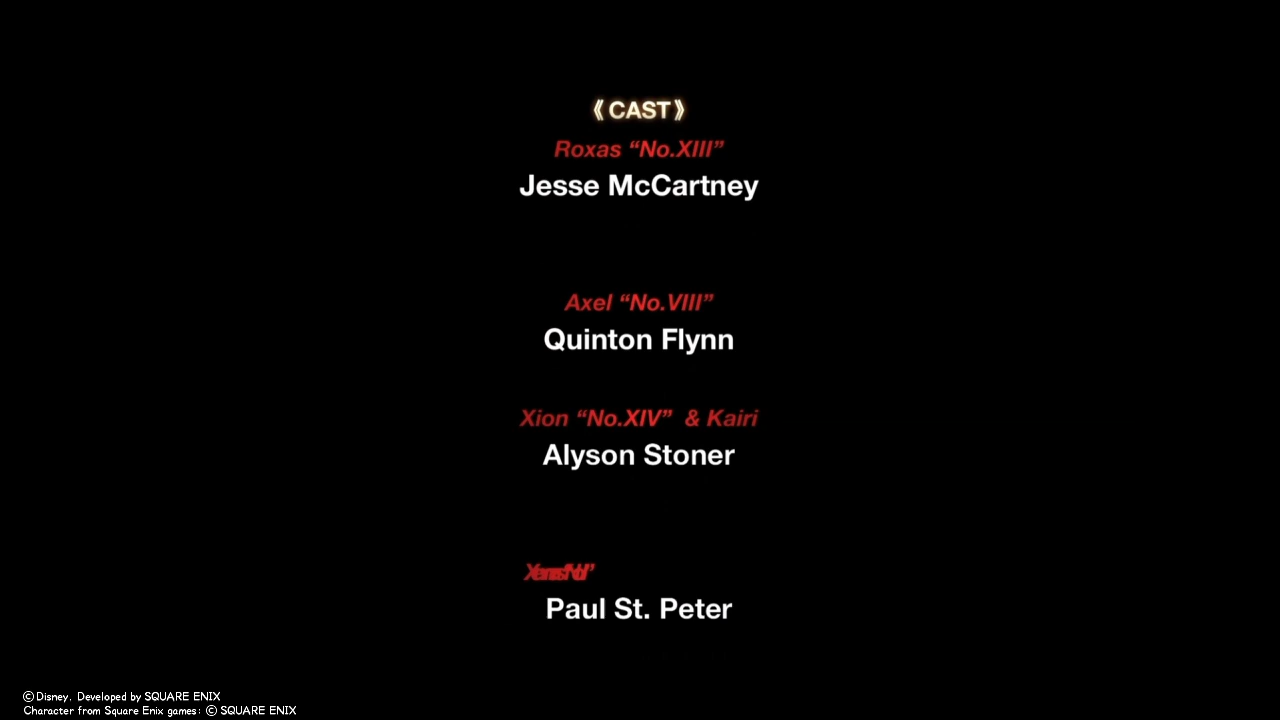 《CAST》
Roxas “No.XIII”
Jesse McCartney
Axel “No.VIII”
Quinton Flynn
Xion “No.XIV” & Kairi
Alyson Stoner
Paul St. Peter
©Disney. Developed by SQUARE ENIX
Character from Square Enix games: © SQUARE ENIX